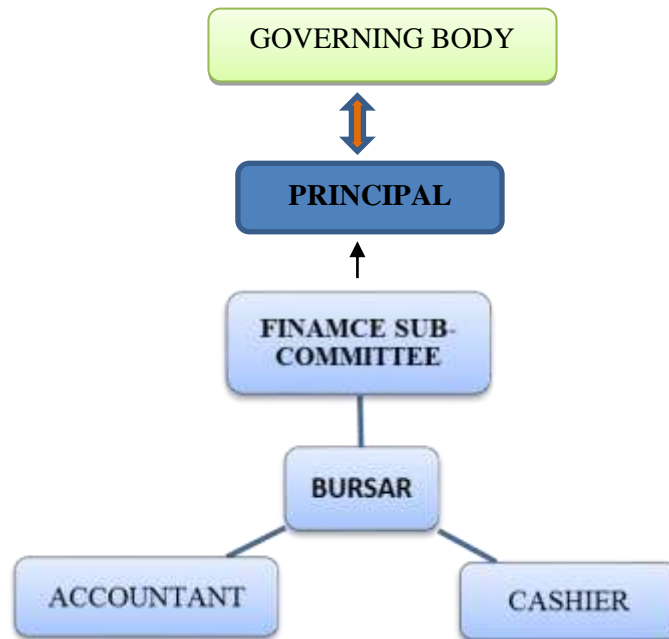 GOVERNING BODY
PRINCIPAL
FINAMCE SUB-
COMMITTEE
BURSAR
ACCOUNTANT
CASHIER